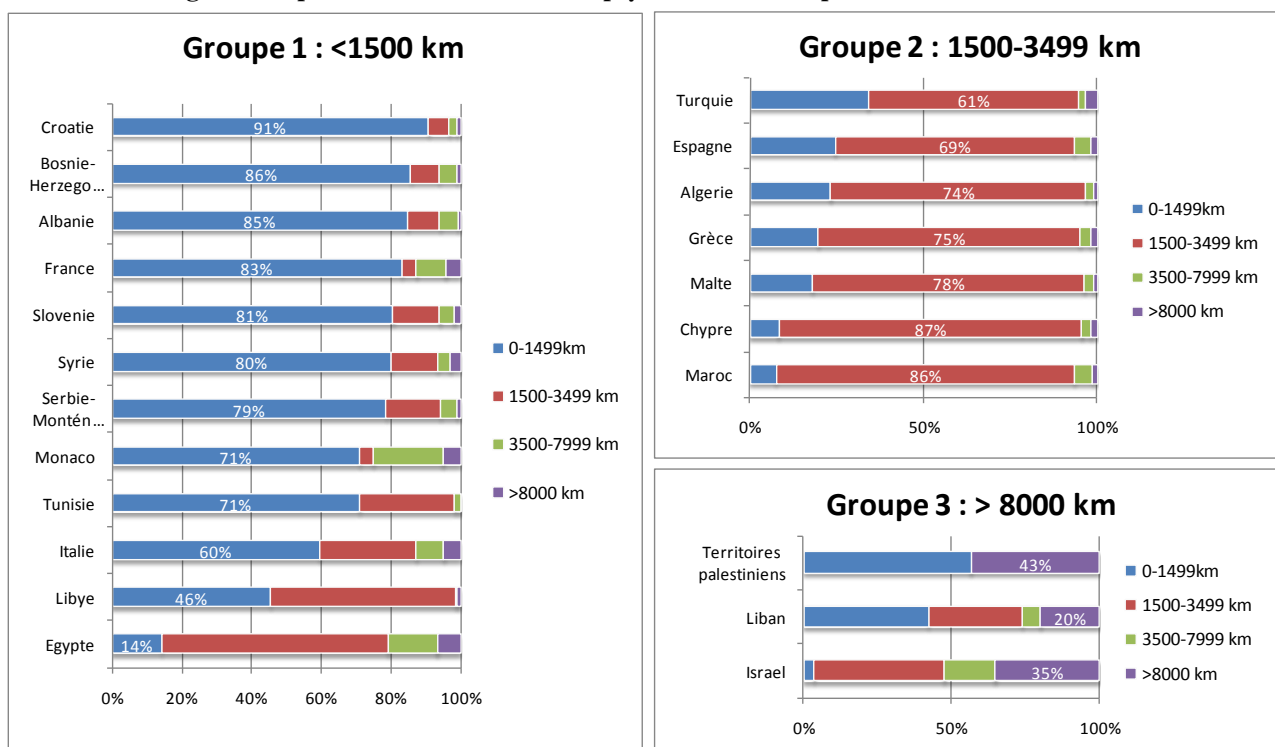 Groupe 1 : <1500 km
Croatie
91%
Bosnie-
Herzego ...
86%
Albanie
85%
France
83%
Slovenie
81%
Syrie
80%
Serbie-
Montén ...
79%
Monaco
71%
Tunisie
71%
Italie
60%
Libye
46%
Egypte
14%
0% 20% 40% 60% 80% 100%
0-1499km
1500-3499 km
3500-7999 km
>8000 km
Groupe 2 : 1500-3499 km
Turquie
61%
Espagne
69%
Algerie
74%
Grèce
75%
Malte
78%
Chypre
87%
Maroc
86%
0% 50% 100%
0-1499km
1500-3499 km
3500-7999 km
>8000 km
Groupe 3 : > 8000 km
Territoires
palestiniens
43%
Liban
20%
Israel
35%
0% 50% 100%
0-1499km
1500-3499 km
3500-7999 km
>8000 km